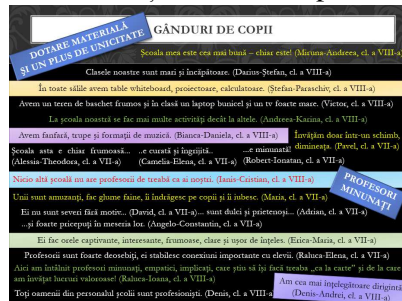 GÂNDURI DE COPII
DOTARE MATERIALĂ
ȘI UN PLUS DE UNICITATE
Școala mea este cea mai bună – chiar este! (Miruna-Andreea, cl. a VIII-a)
Clasele noastre sunt mari și încăpătoare. (Darius-Ștefan, cl. a VIII-a)
În toate sălile avem table whiteboard, proiectoare, calculatoare. (Ștefan-Paraschiv, cl. a VIII-a)
Avem un teren de baschet frumos și în clasă un laptop bunicel și un tv foarte mare. (Victor, cl. a VIII-a)
La școala noastră se fac mai multe activități decât la altele. (Andreea-Karina, cl. a VIII-a)
Avem fanfară, trupe și formații de muzică. (Bianca-Daniela, cl. a VIII-a)
Învățăm doar într-un schimb,
dimineața. (Pavel, cl. a VII-a)
Școala asta e chiar frumoasă...
(Alessia-Theodora, cl. a VII-a)
...e curată și îngrijită..
(Camelia-Elena, cl. a VII-a)
...e minunată!
(Robert-Ionatan, cl. a VII-a)
Nicio altă școală nu are profesorii de treabă ca ai noștri. (Ianis-Cristian, cl. a VIII-a)
PROFESORI
MINUNAȚI
Unii sunt amuzanți, fac glume faine, îi îndrăgesc pe copii și îi iubesc. (Maria, cl. a VII-a)
Ei nu sunt severi fără motiv... (David, cl. a VII-a)... sunt dulci și prietenoși... (Adrian, cl. a VII-a)
...și foarte pricepuți în meseria lor. (Angelo-Constantin, cl. a VII-a)
Ei fac orele captivante, interesante, frumoase, clare și ușor de înțeles. (Erica-Maria, cl. a VII-a)
Profesorii sunt foarte deosebiți, ei stabilesc conexiuni importante cu elevii. (Raluca-Elena, cl. a VII-a)
Aici am întâlnit profesori minunați, empatici, implicați, care știu să își facă treaba „ca la carte” și de la care
am învățat lucruri valoroase! (Raluca-Ioana, cl. a VIII-a)
Toți oamenii din personalul școlii sunt profesioniști. (Denis, cl. a VIII-a)
Am cea mai înțelegătoare dirigintă
(Denis-Andrei, cl. a VII-a)